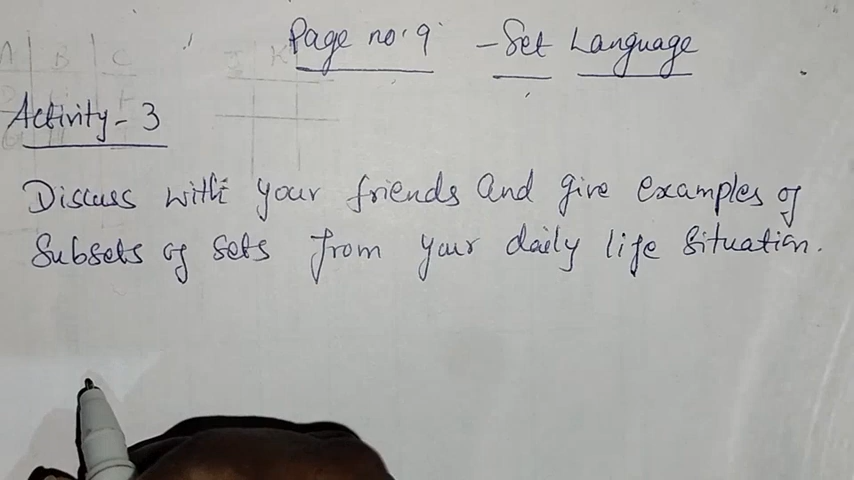 Page no: 9 - Set Language
Activity - 3
Discuss with your friends and give examples of
Subsets of sets from your daily life situation.